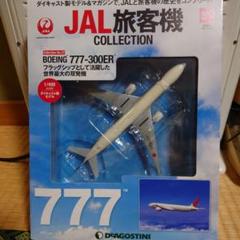 ダイキャスト製モデル&マガジンで、JALと旅客機の歴史をコンプリート
JAL旅客機
COLLECTION
BOEING 777-300ER
フラッグシップとして活躍した
世界最大の双発機
1/400
777
DeAGOSTINI